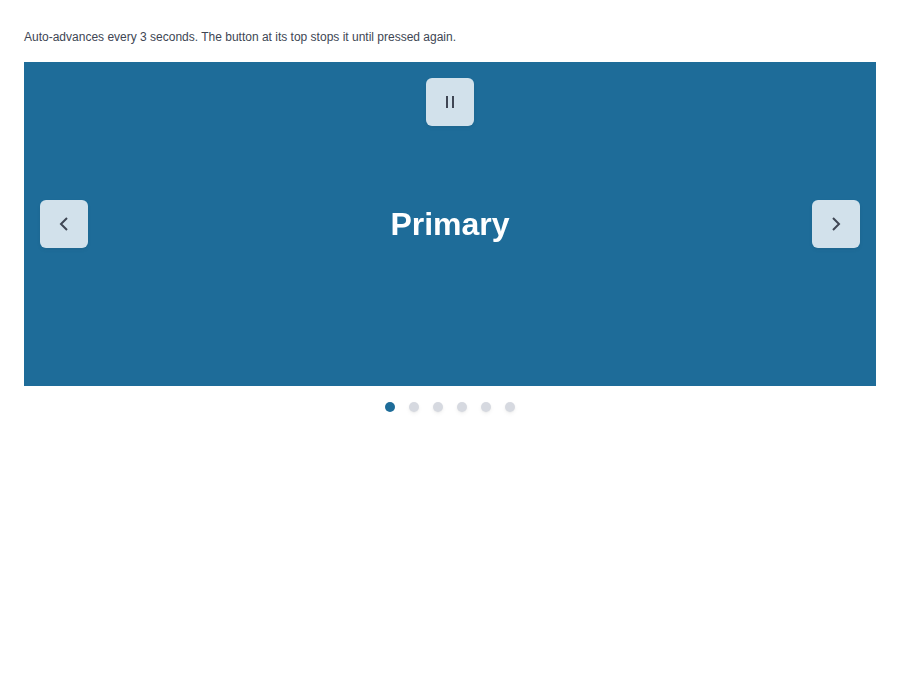 Auto-advances every 3 seconds. The button at its top stops it until pressed again.
Primary